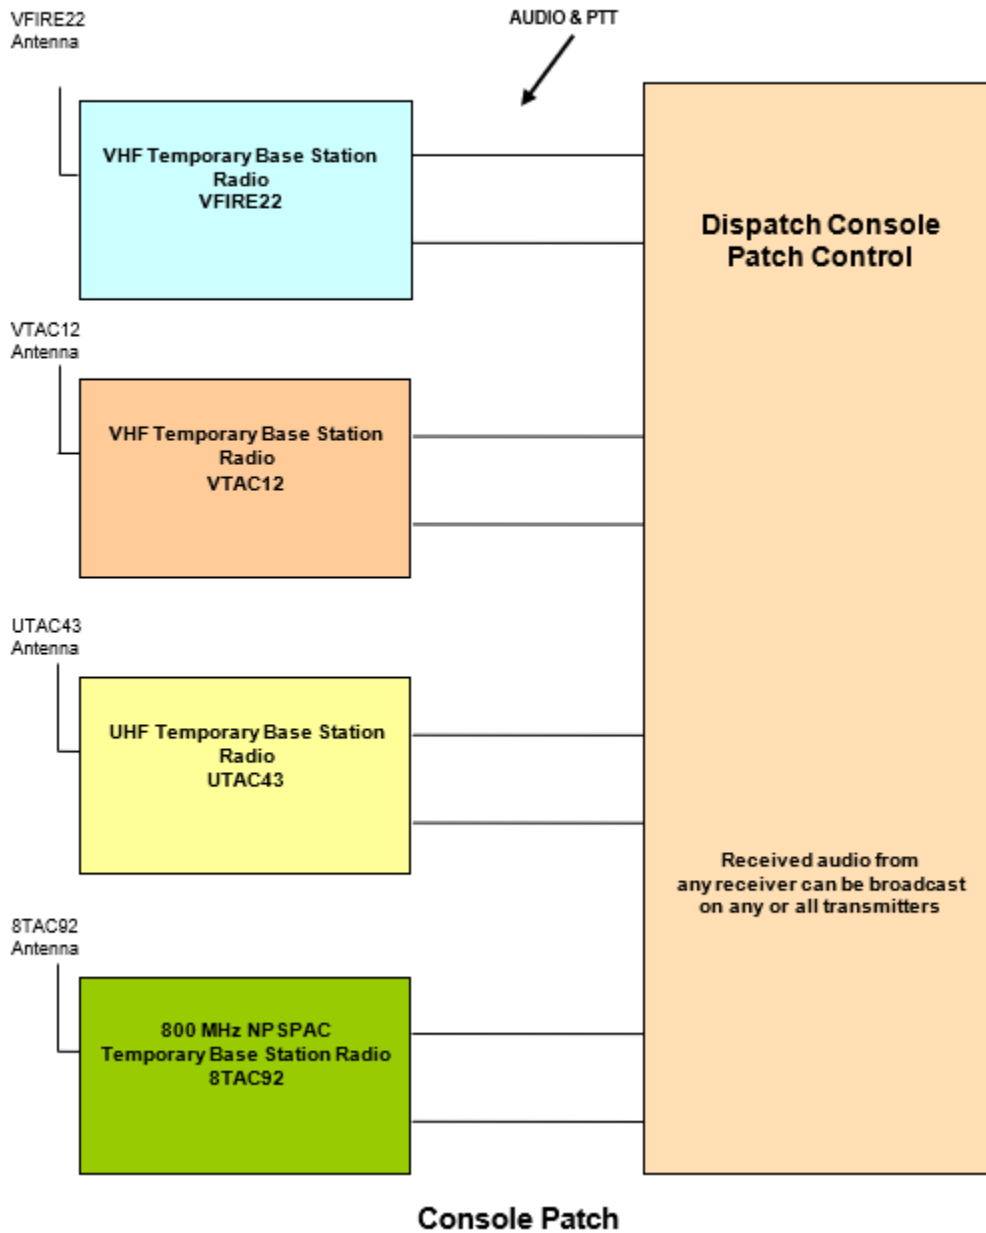 VFIRE22
Antenna
AUDIO & PTT
VHF Temporary Base Station
Radio
VFIRE22
Dispatch Console
Patch Control
VTAC12
Antenna
VHF Temporary Base Station
Radio
VTAC12
UTAC43
Antenna
UHF Temporary Base Station
Radio
UTAC43
Received audio from
any receiver can be broadcast
on any or all transmitters
8TAC92
Antenna
800 MHz NPSPAC
Temporary Base Station Radio
8TAC92
Console Patch